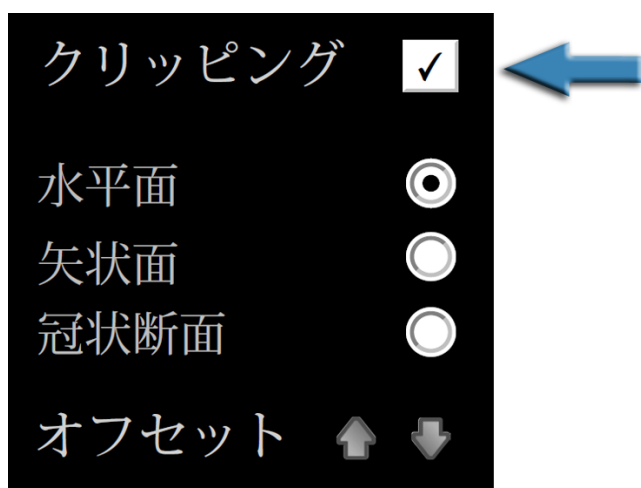 クリッピング
水平面
矢状面
冠状断面
オフセット